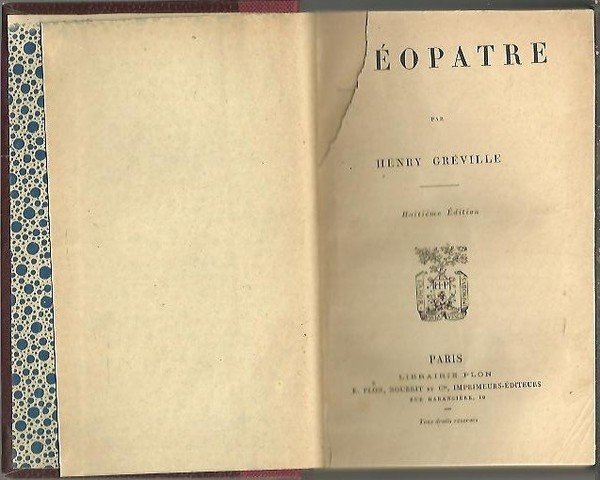 ÉOPATRE
PAR
HENRY GRÉVILLE
Huitième Édition
PARIS
LIBRAIRIE PLON
E. PLON, NOURRIT ET Cie, IMPRIMEURS-ÉDITEURS
RUE GARANCIÈRE, 10
Tous droits réservés